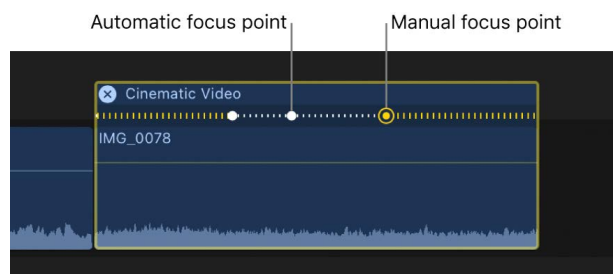 Automatic focus point
Manual focus point
Cinematic Video
IMG_0078